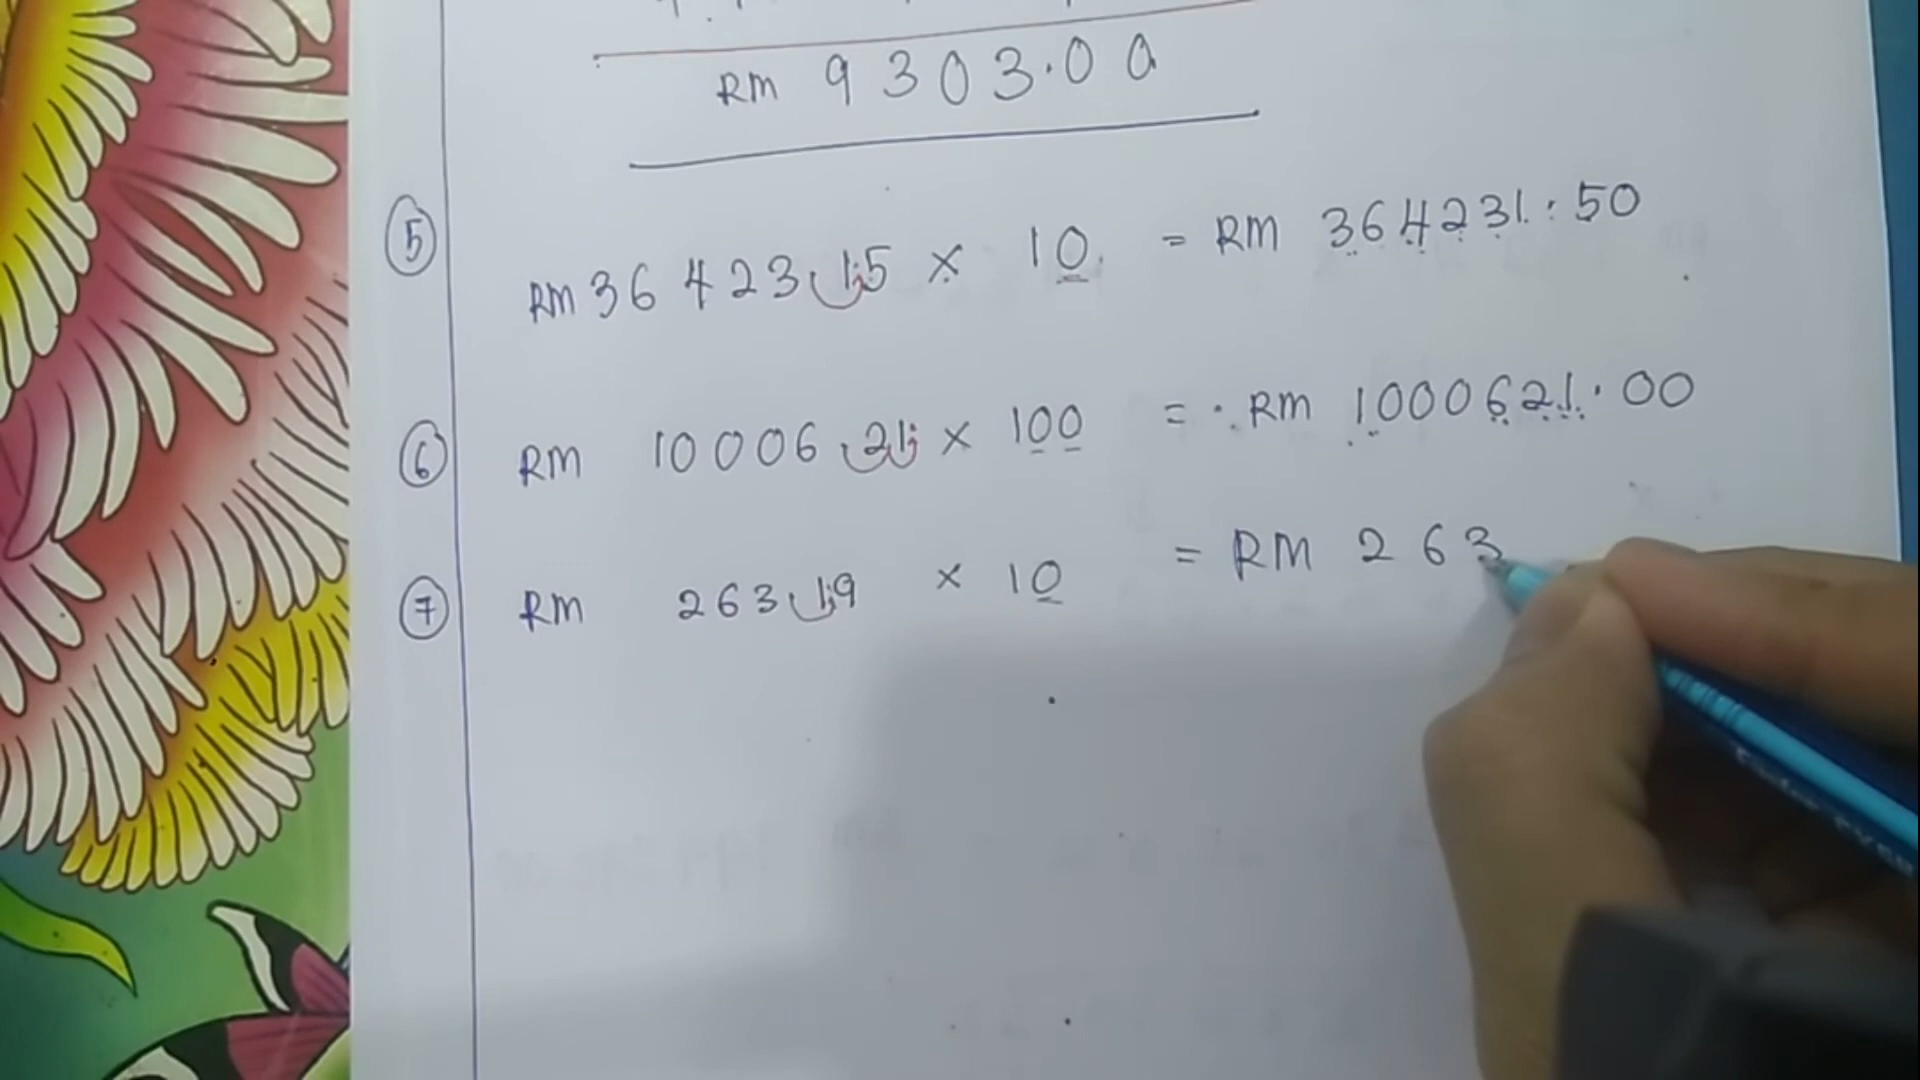 RM 9303.00
5 RM 36423.15 × 10 = RM 364231.50
6 RM 10006.21 × 100 = RM 1000621.00
7 RM 263.19 × 10 = RM 263